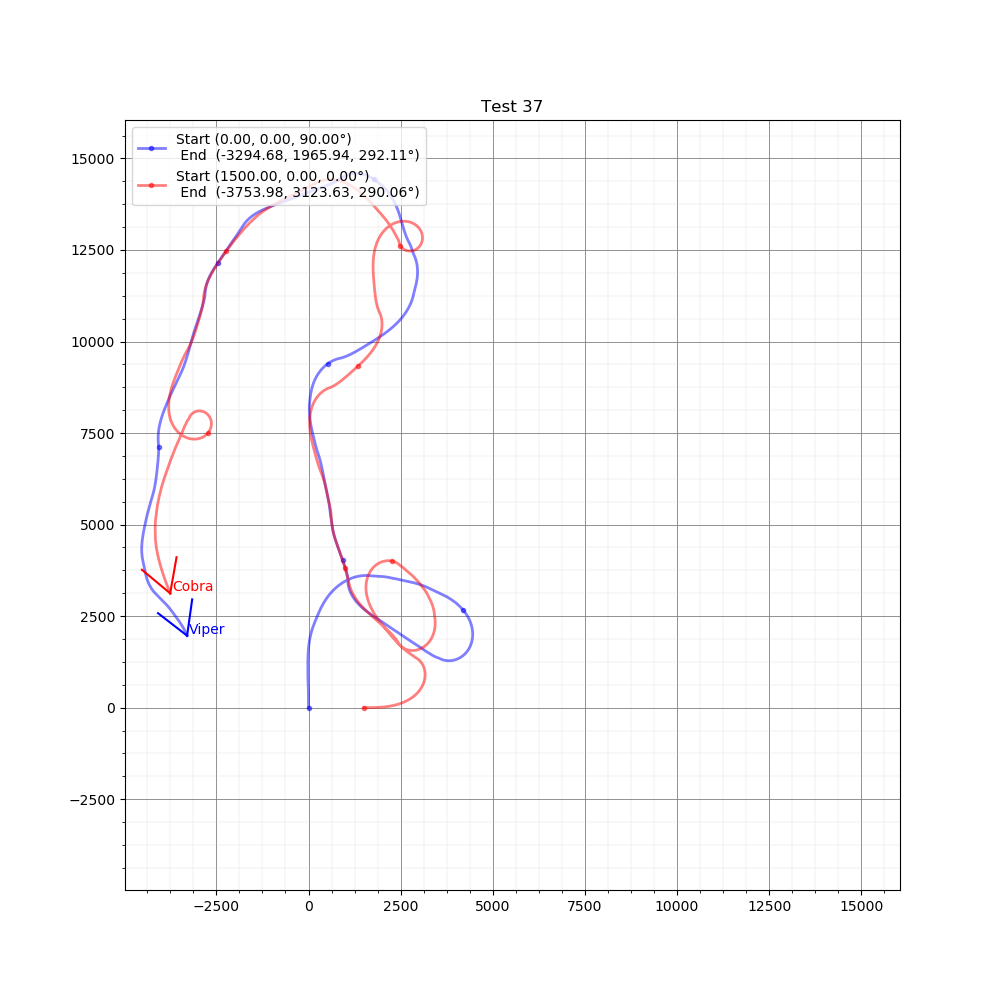 Test 37
Start (0.00, 0.00, 90.00°)
End (-3294.68, 1965.94, 292.11°)
Start (1500.00, 0.00, 0.00°)
End (-3753.98, 3123.63, 290.06°)
15000
12500
10000
7500
5000
2500
0
−2500
Cobra
Viper
−2500 0 2500 5000 7500 10000 12500 15000